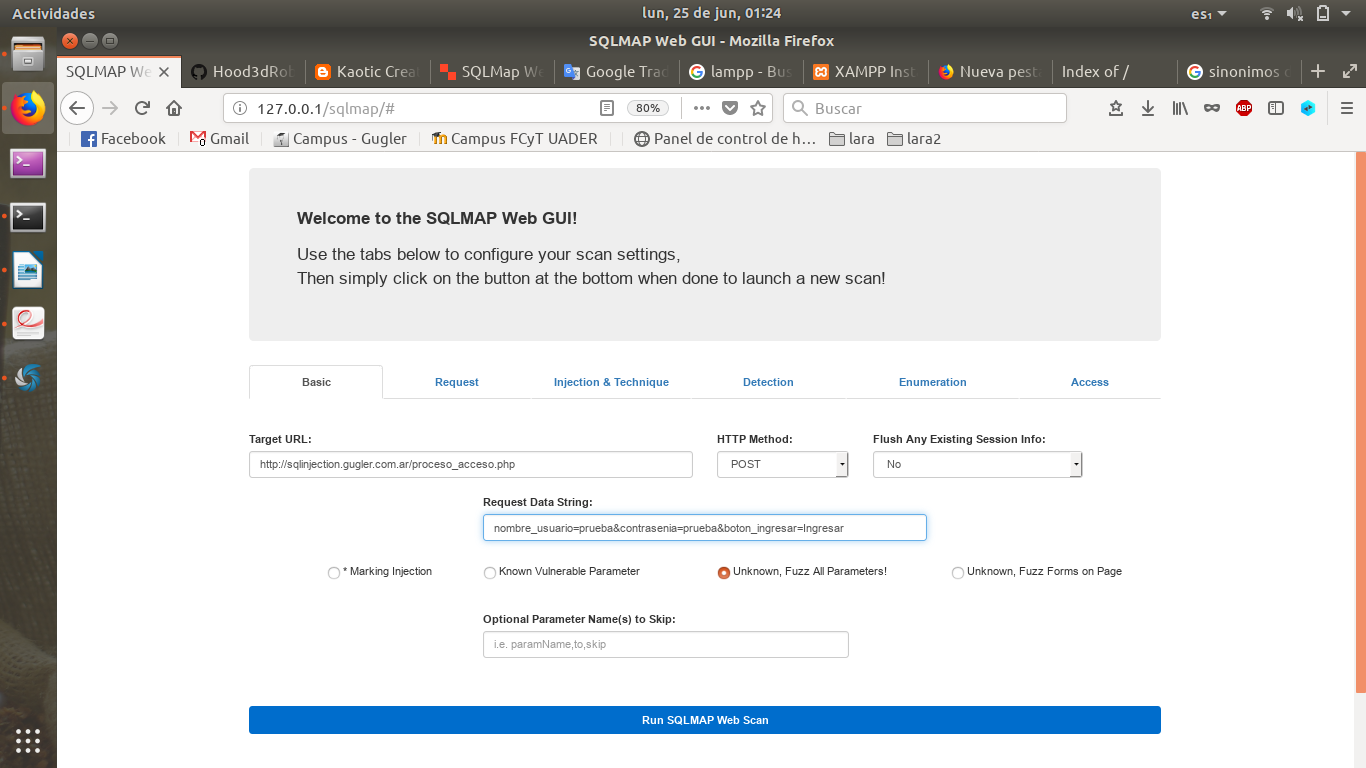 Actividades
lun, 25 de jun, 01:24
es₁
SQLMAP Web GUI - Mozilla Firefox
SQLMAP We
Hood3dRo
Kaotic Crea
SQLMap We
Google Trad
lampp - Bus
XAMPP Inst
Nueva pest
Index of /
sinonimos
127.0.0.1/sqlmap/#
80%
Buscar
ABP
Facebook
Gmail
Campus - Gugler
Campus FCyT UADER
Panel de control de h…
lara
lara2
Welcome to the SQLMAP Web GUI!
Use the tabs below to configure your scan settings,
Then simply click on the button at the bottom when done to launch a new scan!
Basic
Request
Injection & Technique
Detection
Enumeration
Access
Target URL:
HTTP Method:
Flush Any Existing Session Info:
http://sqlinjection.gugler.com.ar/proceso_acceso.php
POST
No
Request Data String:
nombre_usuario=prueba&contrasenia=prueba&boton_ingresar=Ingresar
* Marking Injection
Known Vulnerable Parameter
Unknown, Fuzz All Parameters!
Unknown, Fuzz Forms on Page
Optional Parameter Name(s) to Skip:
i.e. paramName,to,skip
Run SQLMAP Web Scan